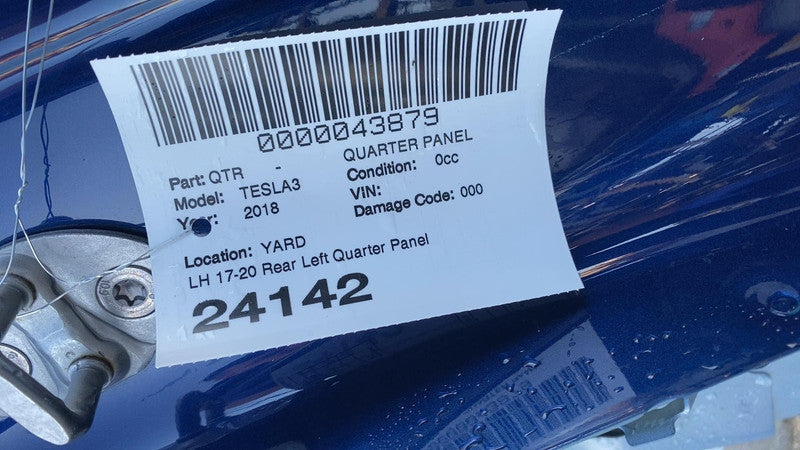 0000043879
Part: QTR - QUARTER PANEL
Model: TESLA3 Condition: 0cc
Year: 2018 VIN:
Damage Code: 000
Location: YARD
LH 17-20 Rear Left Quarter Panel
24142